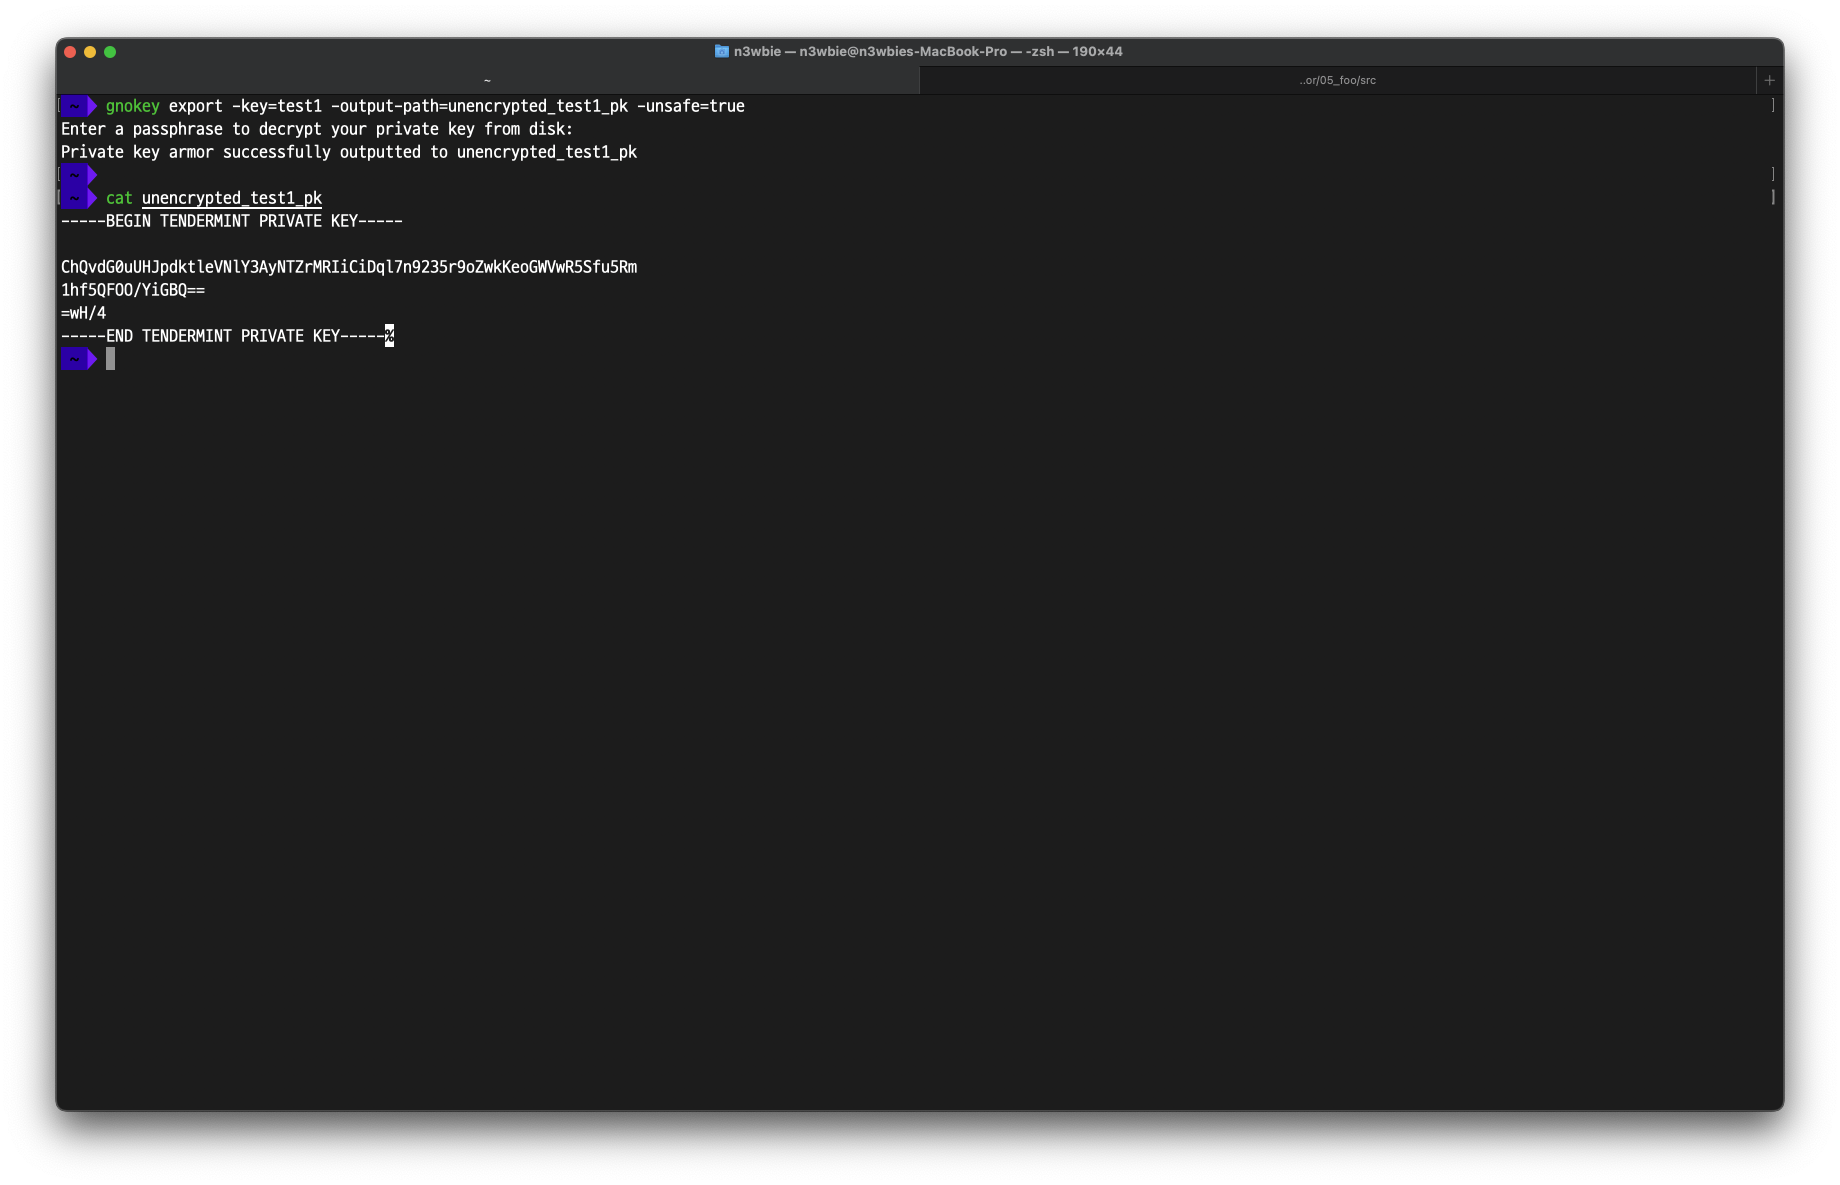 n3wbie — n3wbie@n3wbies-MacBook-Pro — -zsh — 190×44
~
..or/05_foo/src
+
[ ~ gnokey export -key=test1 -output-path=unencrypted_test1_pk -unsafe=true ]
Enter a passphrase to decrypt your private key from disk:
Private key armor successfully outputted to unencrypted_test1_pk
[ ~ ]
[ ~ cat unencrypted_test1_pk ]
-----BEGIN TENDERMINT PRIVATE KEY-----
ChQvdG0uUHJpdktleVNlY3AyNTZrMRIiCiDql7n9235r9oZwkKeoGWVwR5Sfu5Rm
1hf5QFOO/YiGBQ==
=wH/4
-----END TENDERMINT PRIVATE KEY-----%
~